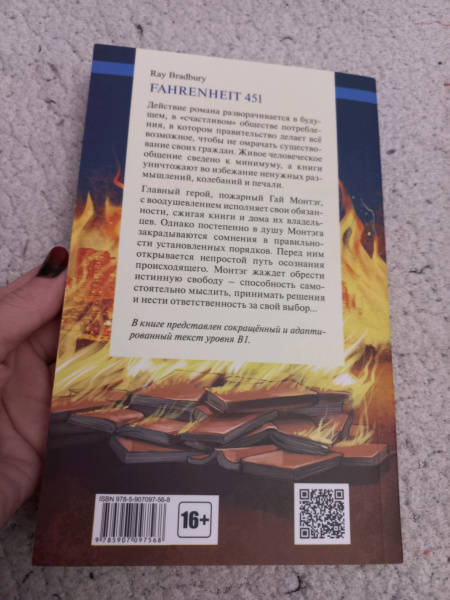 Ray Bradbury
FAHRENHEIT 451
Действие романа разворачивается в буду-
щем, в «счастливом» обществе потребле-
ния, в котором правительство делает всё
возможное, чтобы не омрачать существо-
вание своих граждан. Живое человеческое
общение сведено к минимуму, а книги
уничтожают во избежание ненужных раз-
мышлений, колебаний и печали.
Главный герой, пожарный Гай Монтэг,
с воодушевлением исполняет свои обязан-
ности, сжигая книги и дома их владель-
цев. Однако постепенно в душу Монтэга
закрадываются сомнения в правильно-
сти установленных порядков. Перед ним
открывается непростой путь осознания
происходящего. Монтэг жаждет обрести
истинную свободу – способность само-
стоятельно мыслить, принимать решения
и нести ответственность за свой выбор...
В книге представлен сокращённый и адапти-
рованный текст уровня B1.
ISBN 978-5-907097-56-8
9 785907 097568
16+